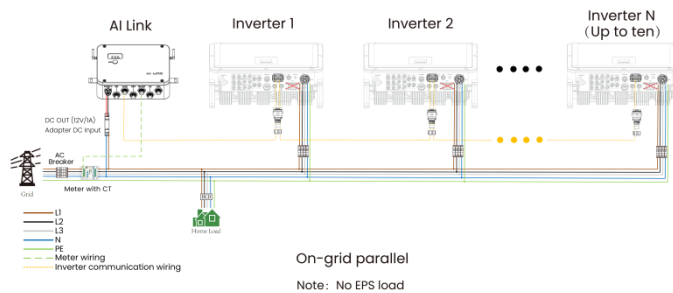 AI Link
Inverter 1
Inverter 2
Inverter N
（Up to ten）
AI LINK
DC OUT (12V/1A)
Adapter DC Input
AC
Breaker
Grid
Meter with CT
Home Load
L1
L2
L3
N
PE
Meter wiring
Inverter communication wiring
On-grid parallel
Note: No EPS load